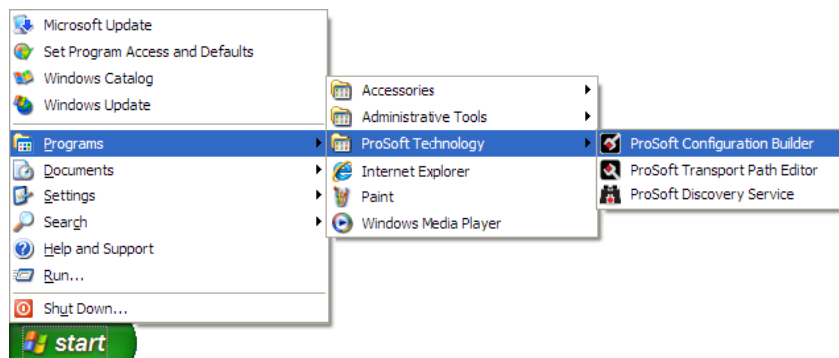 Microsoft Update
Set Program Access and Defaults
Windows Catalog
Windows Update
Programs
Documents
Settings
Search
Help and Support
Run...
Shut Down...
start
Accessories
Administrative Tools
ProSoft Technology
Internet Explorer
Paint
Windows Media Player
ProSoft Configuration Builder
ProSoft Transport Path Editor
ProSoft Discovery Service